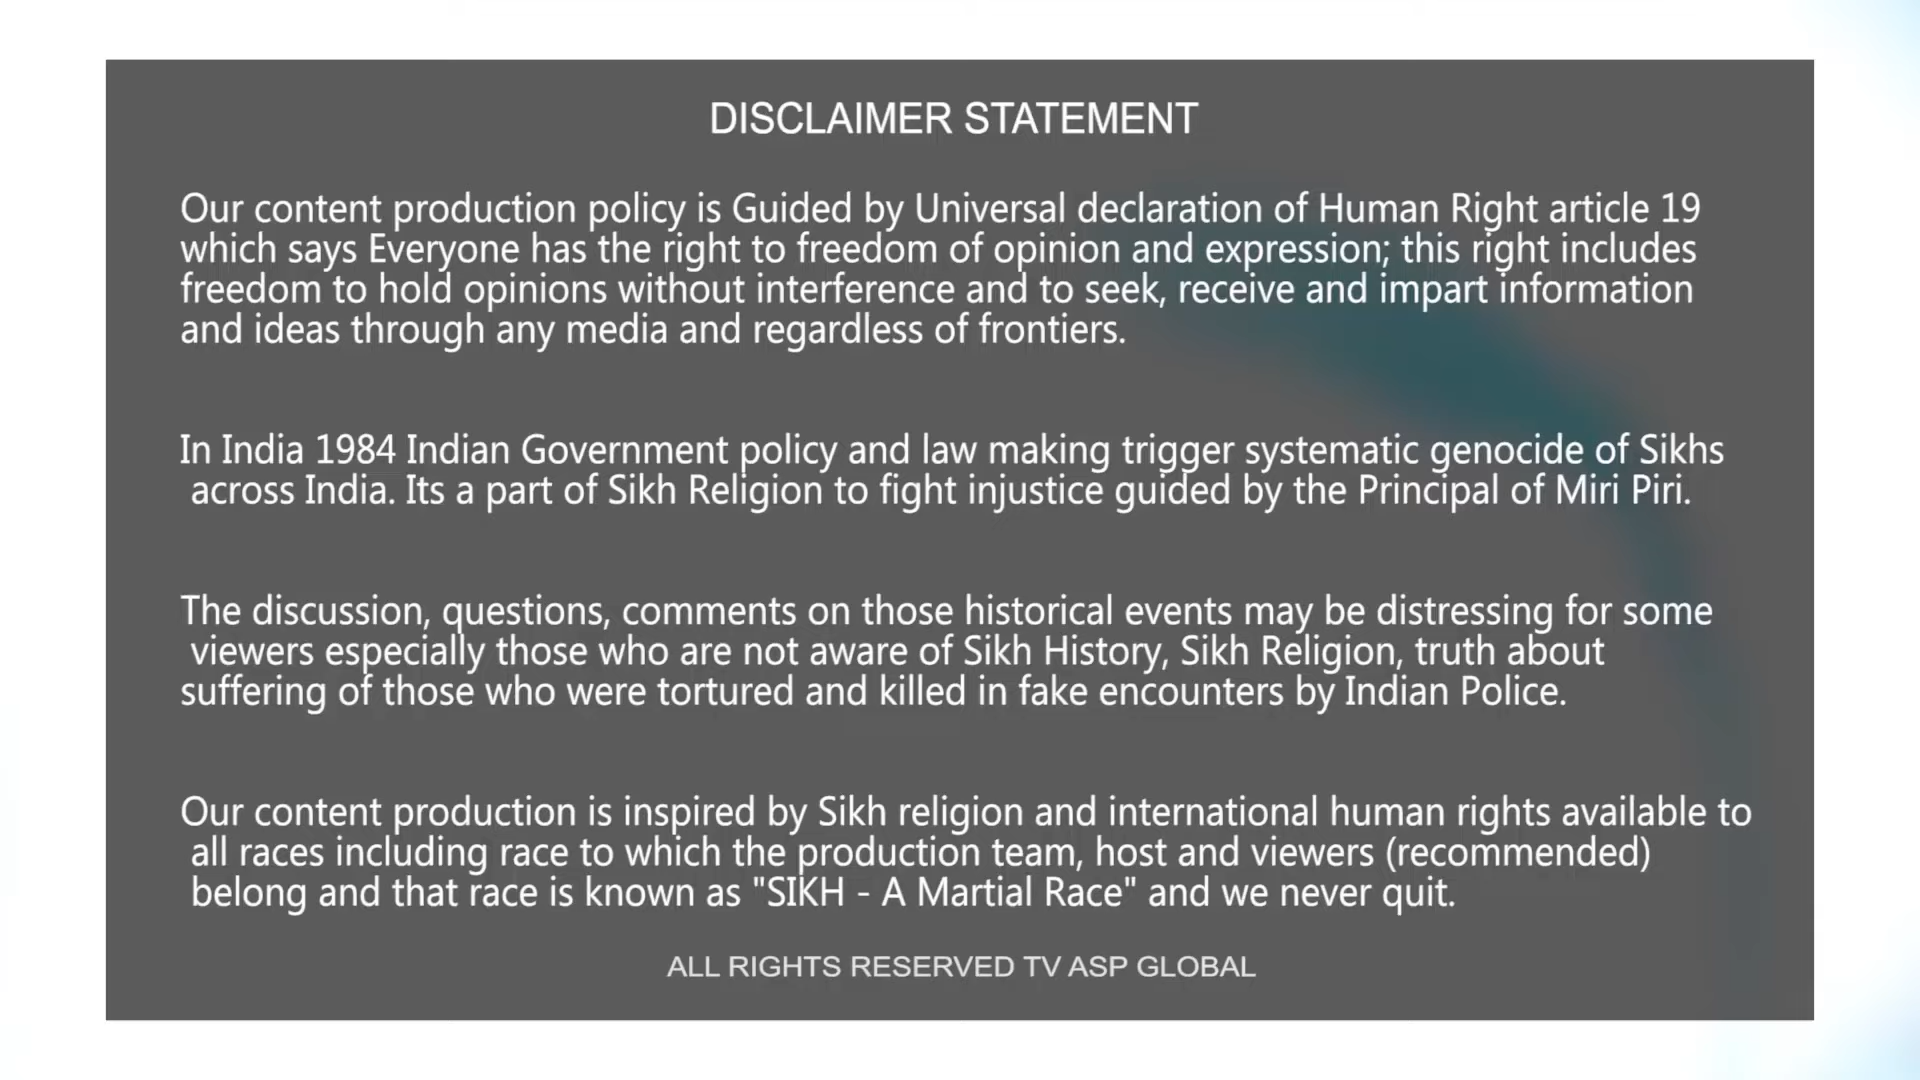 DISCLAIMER STATEMENT
Our content production policy is Guided by Universal declaration of Human Right article 19
which says Everyone has the right to freedom of opinion and expression; this right includes
freedom to hold opinions without interference and to seek, receive and impart information
and ideas through any media and regardless of frontiers.
In India 1984 Indian Government policy and law making trigger systematic genocide of Sikhs
across India. Its a part of Sikh Religion to fight injustice guided by the Principal of Miri Piri.
The discussion, questions, comments on those historical events may be distressing for some
viewers especially those who are not aware of Sikh History, Sikh Religion, truth about
suffering of those who were tortured and killed in fake encounters by Indian Police.
Our content production is inspired by Sikh religion and international human rights available to
all races including race to which the production team, host and viewers (recommended)
belong and that race is known as "SIKH - A Martial Race" and we never quit.
ALL RIGHTS RESERVED TV ASP GLOBAL